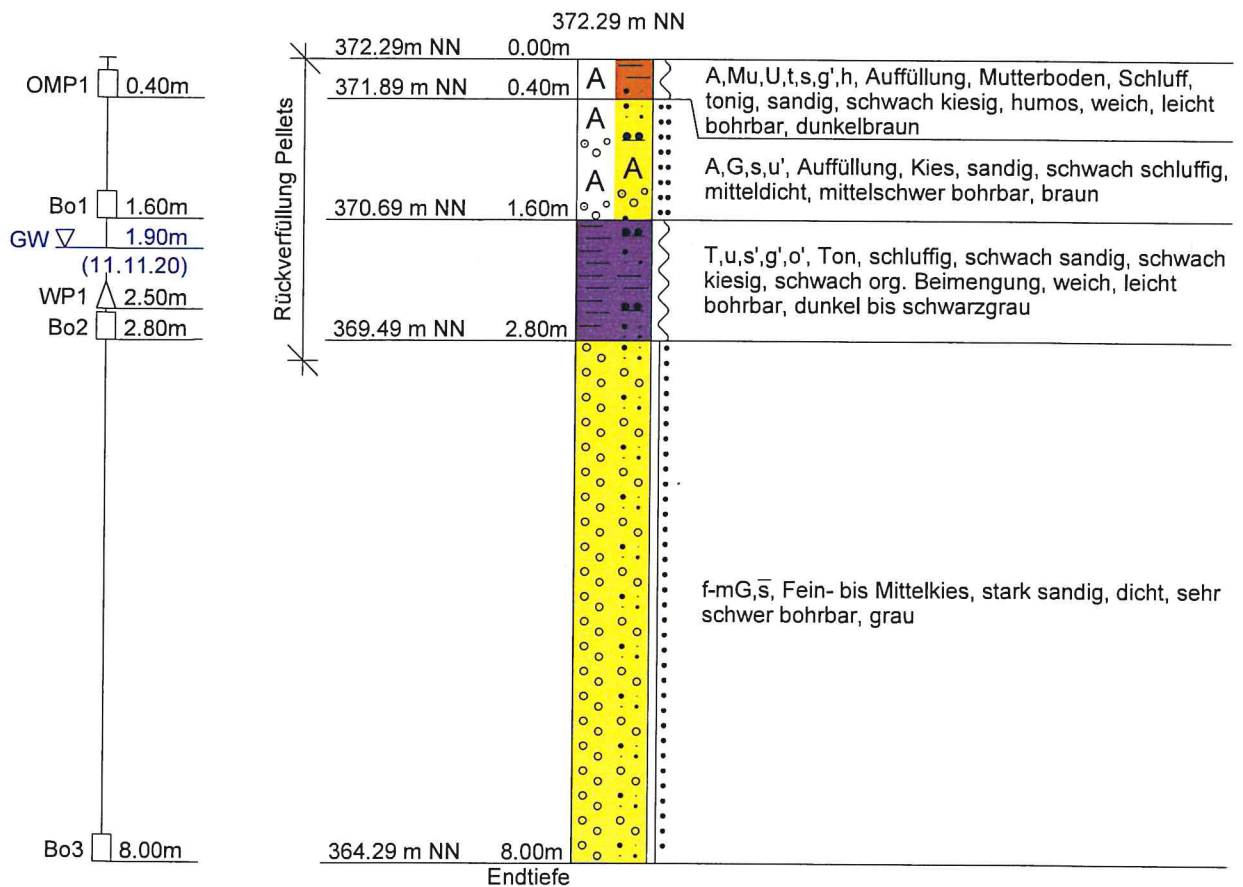 372.29 m NN
372.29m NN 0.00m
OMP1 0.40m
371.89 m NN 0.40m
A
A,Mu,U,t,s,g',h, Auffüllung, Mutterboden, Schluff,
tonig, sandig, schwach kiesig, humos, weich, leicht
bohrbar, dunkelbraun
A
A
A
A,G,s,u', Auffüllung, Kies, sandig, schwach schluffig,
mitteldicht, mittelschwer bohrbar, braun
Rückverfüllung Pellets
Bo1 1.60m
370.69 m NN 1.60m
GW 1.90m
(11.11.20)
WP1 2.50m
Bo2 2.80m
369.49 m NN 2.80m
T,u,s',g',o', Ton, schluffig, schwach sandig, schwach
kiesig, schwach org. Beimengung, weich, leicht
bohrbar, dunkel bis schwarzgrau
f-mG,s̅, Fein- bis Mittelkies, stark sandig, dicht, sehr
schwer bohrbar, grau
Bo3 8.00m
364.29 m NN 8.00m
Endtiefe